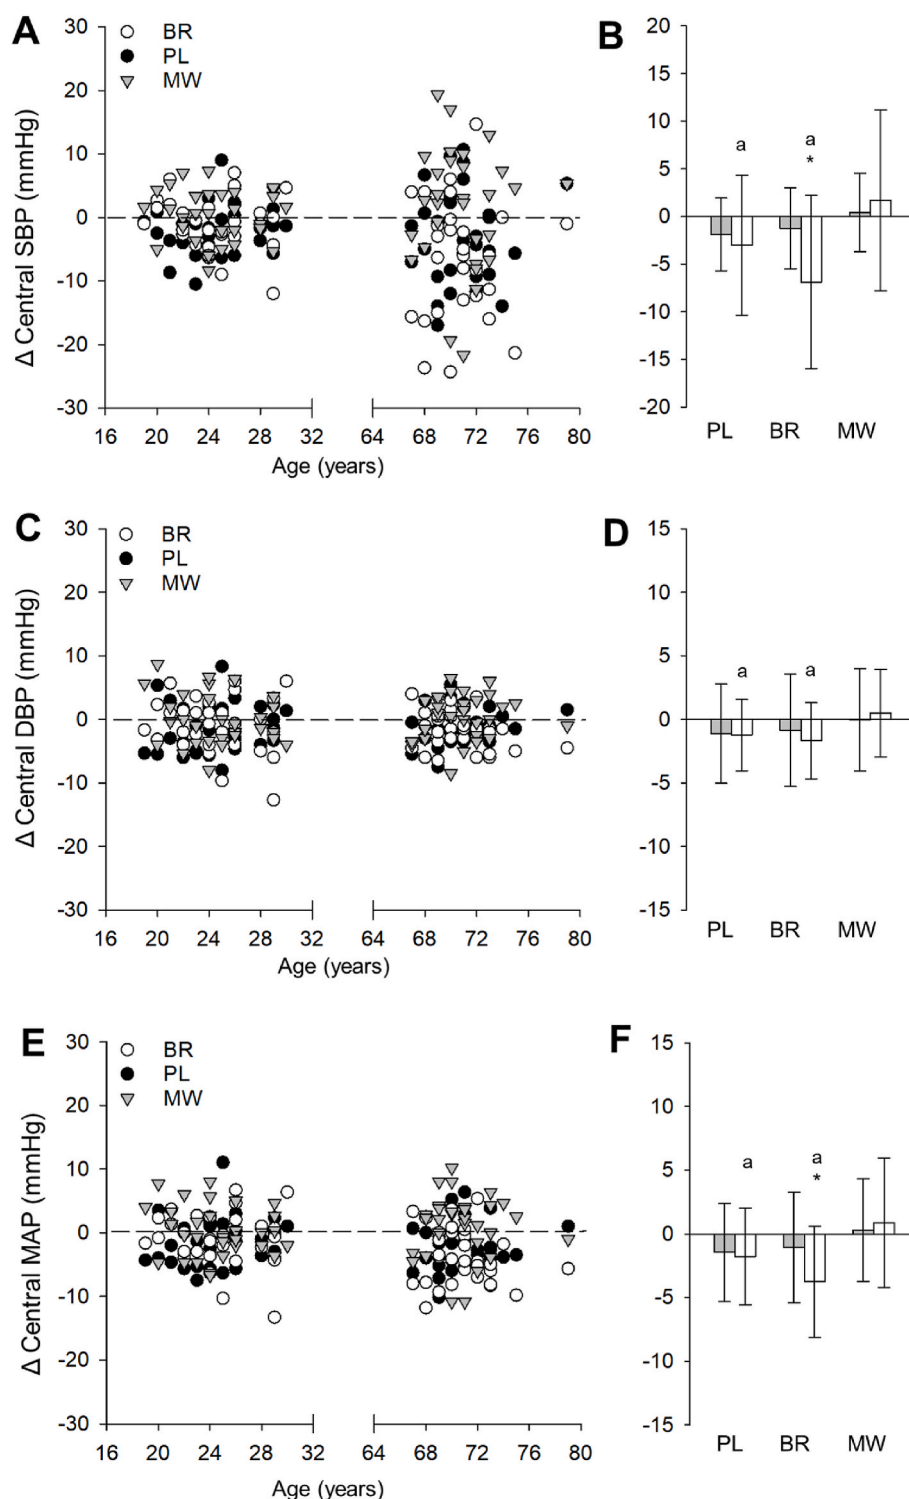 A
BR
PL
MW
Δ Central SBP (mmHg)
30
20
10
0
-10
-20
-30
16 20 24 28 32 64 68 72 76 80
Age (years)
B
20
15
10
5
0
-5
-10
-15
-20
a
a
*
PL BR MW
C
BR
PL
MW
Δ Central DBP (mmHg)
30
20
10
0
-10
-20
-30
16 20 24 28 32 64 68 72 76 80
Age (years)
D
15
10
5
0
-5
-10
-15
a a
PL BR MW
E
BR
PL
MW
Δ Central MAP (mmHg)
30
20
10
0
-10
-20
-30
16 20 24 28 32 64 68 72 76 80
Age (years)
F
15
10
5
0
-5
-10
-15
a
a
*
PL BR MW